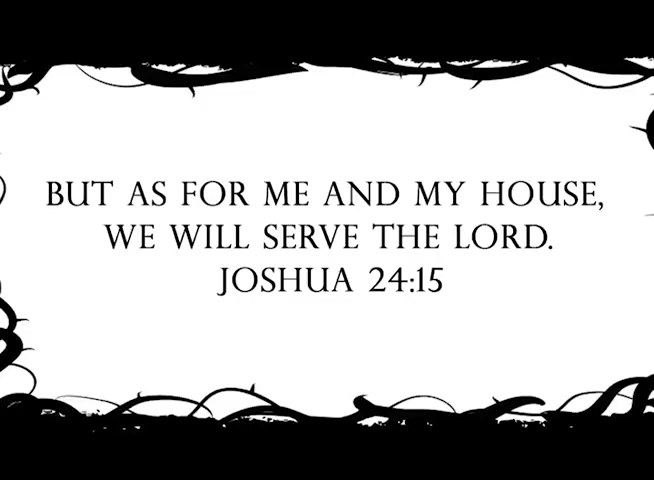 BUT AS FOR ME AND MY HOUSE,
WE WILL SERVE THE LORD.
JOSHUA 24:15